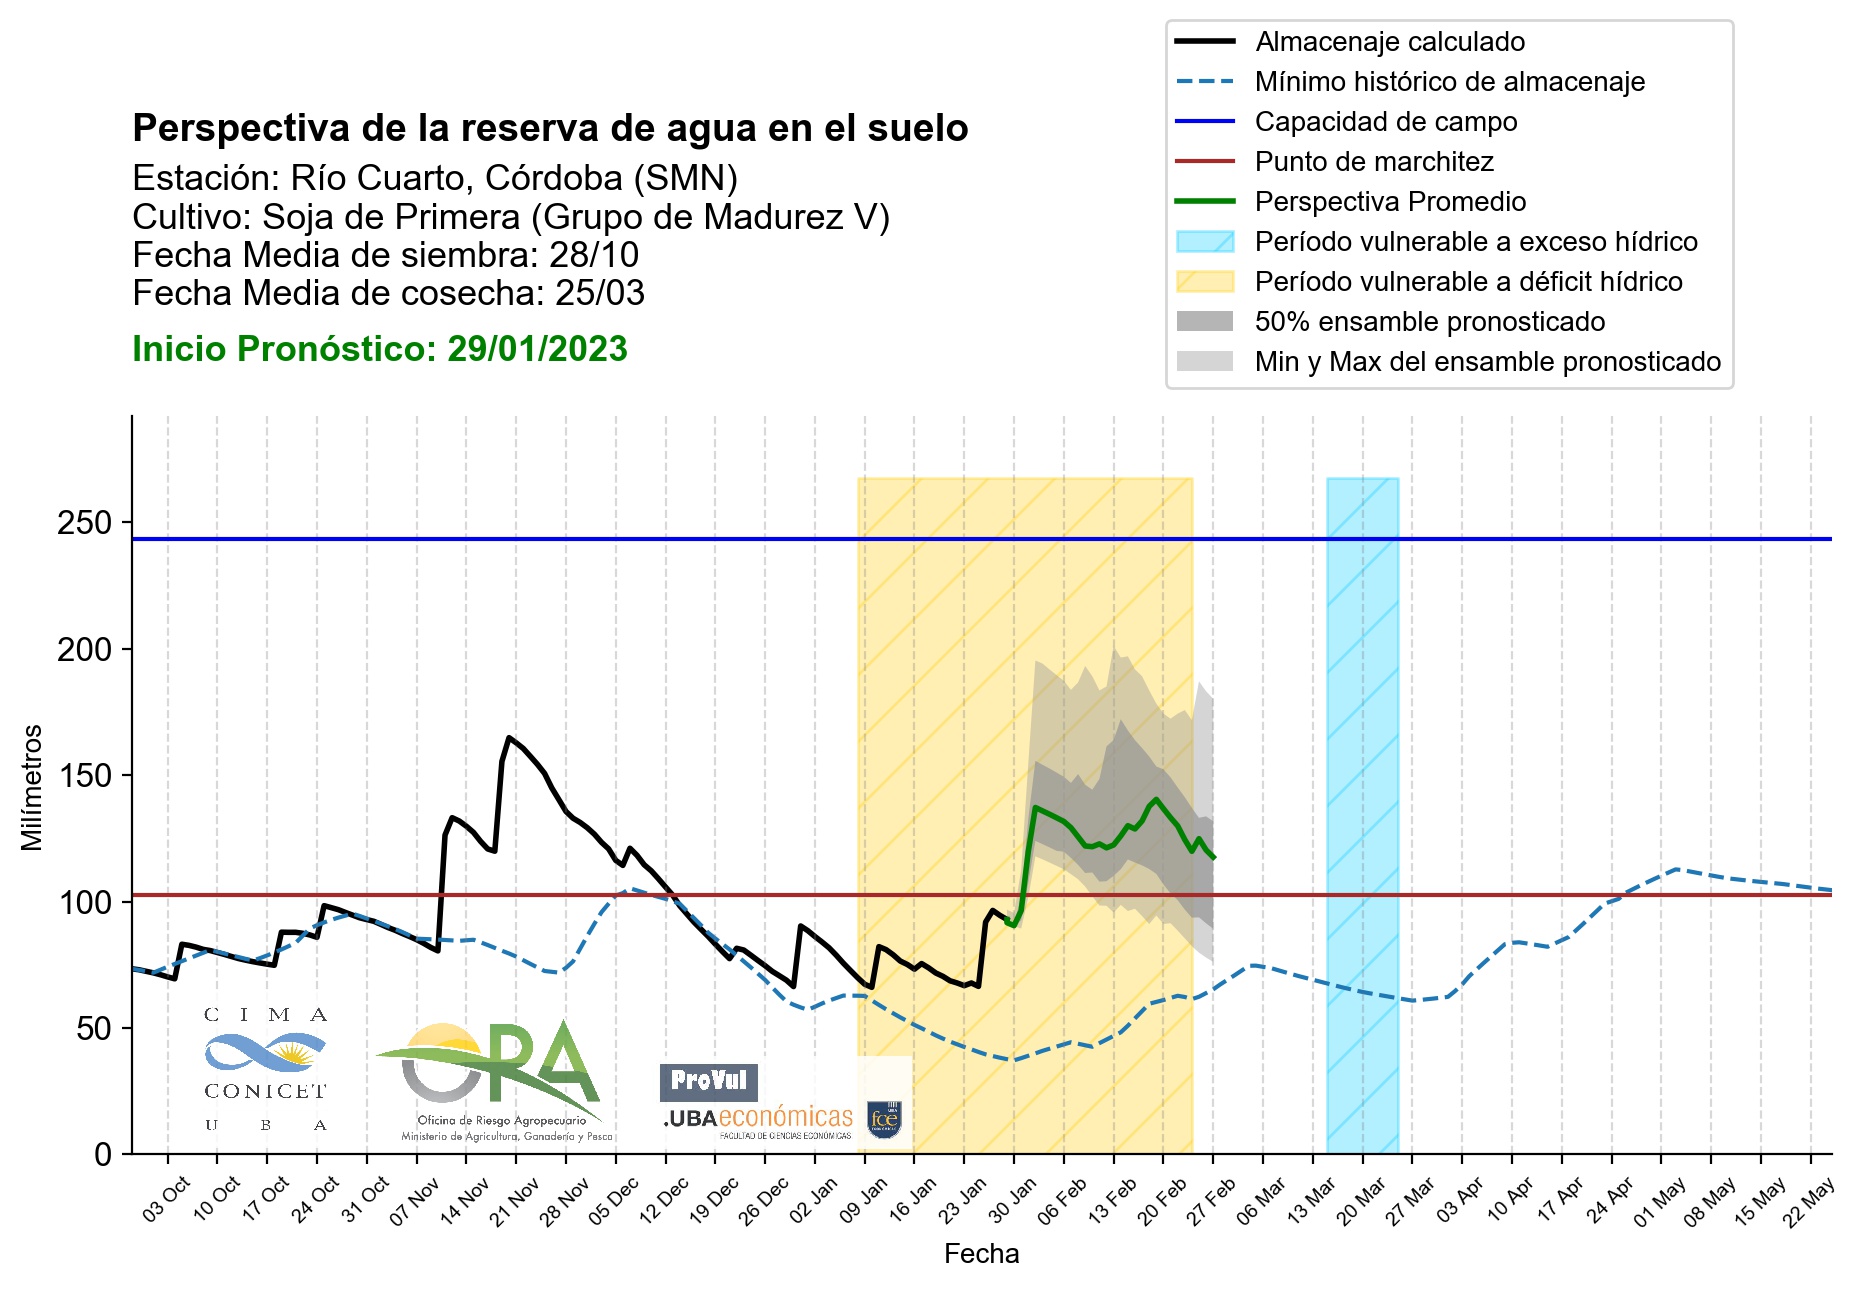 Almacenaje calculado
Mínimo histórico de almacenaje
Capacidad de campo
Punto de marchitez
Perspectiva Promedio
Período vulnerable a exceso hídrico
Período vulnerable a déficit hídrico
50% ensamble pronosticado
Min y Max del ensamble pronosticado
Perspectiva de la reserva de agua en el suelo
Estación: Río Cuarto, Córdoba (SMN)
Cultivo: Soja de Primera (Grupo de Madurez V)
Fecha Media de siembra: 28/10
Fecha Media de cosecha: 25/03
Inicio Pronóstico: 29/01/2023
Milímetros
250
200
150
100
50
0
C I M A
CONICET
U B A
ORA
Oficina de Riesgo Agropecuario
Ministerio de Agricultura, Ganadería y Pesca
ProVul
.UBAeconómicas
FACULTAD DE CIENCIAS ECONÓMICAS
fce
03 Oct
10 Oct
17 Oct
24 Oct
31 Oct
07 Nov
14 Nov
21 Nov
28 Nov
05 Dec
12 Dec
19 Dec
26 Dec
02 Jan
09 Jan
16 Jan
23 Jan
30 Jan
06 Feb
13 Feb
20 Feb
27 Feb
06 Mar
13 Mar
20 Mar
27 Mar
03 Apr
10 Apr
17 Apr
24 Apr
01 May
08 May
15 May
22 May
Fecha